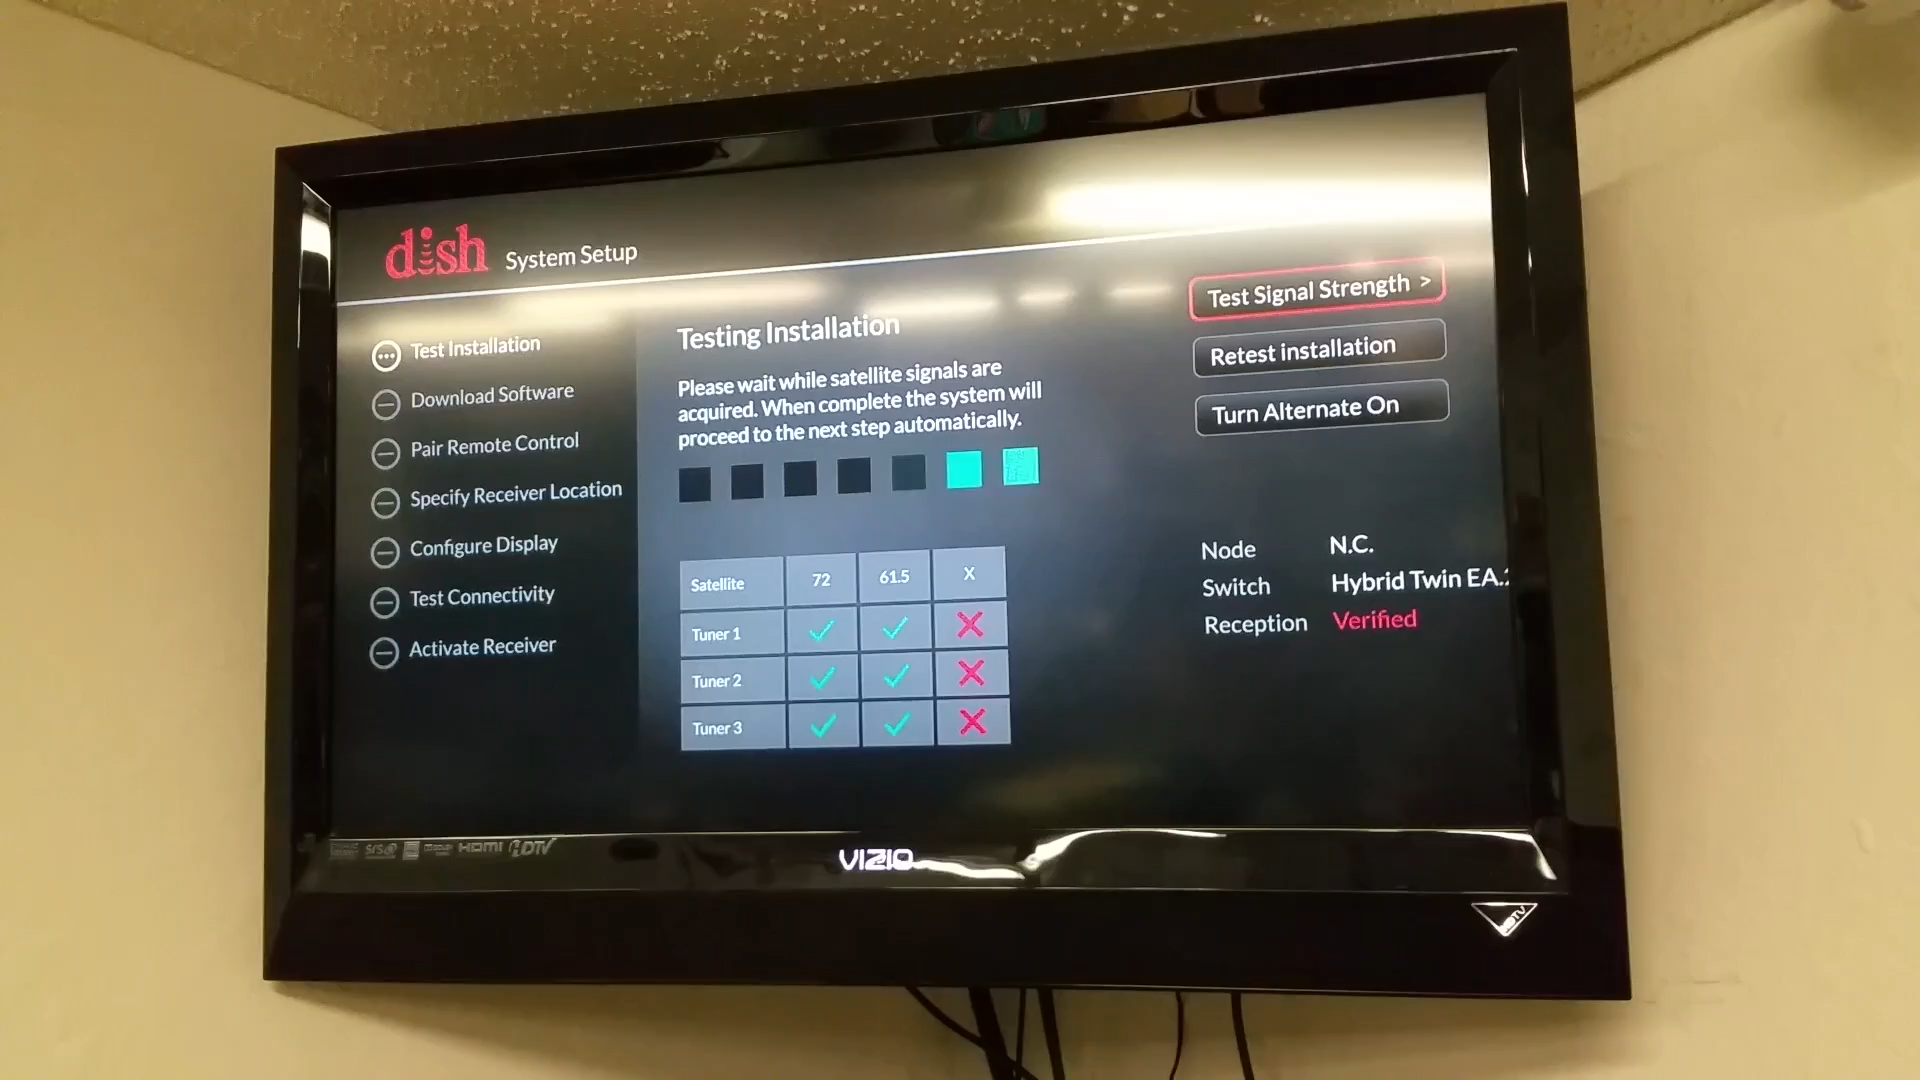 dish System Setup
Test Installation
Download Software
Pair Remote Control
Specify Receiver Location
Configure Display
Test Connectivity
Activate Receiver
Testing Installation
Please wait while satellite signals are
acquired. When complete the system will
proceed to the next step automatically.
Satellite 72 61.5 X
Tuner 1
Tuner 2
Tuner 3
Test Signal Strength >
Retest installation
Turn Alternate On
Node N.C.
Switch Hybrid Twin EA.
Reception Verified
SRS HDMI HDTV
VIZIO
HDTV